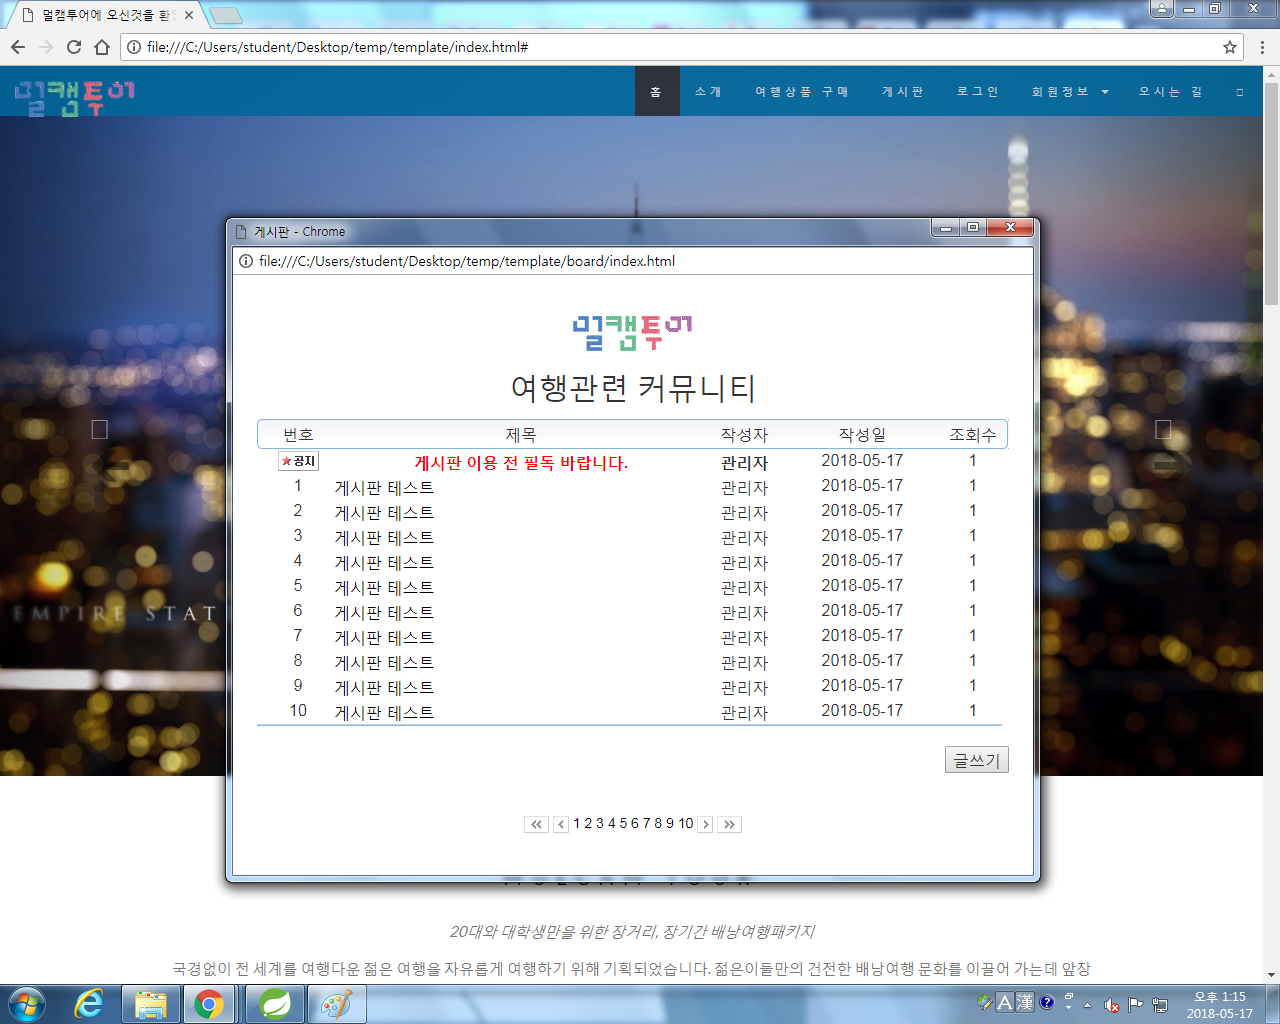 멀캠투어에 오신것을 환영
file:///C:/Users/student/Desktop/temp/template/index.html#
멀캠투어
홈 소개 여행상품 구매 게시판 로그인 회원정보 오시는 길
EMPIRE STAT
게시판 - Chrome
file:///C:/Users/student/Desktop/temp/template/board/index.html
멀캠투어
여행관련 커뮤니티
번호 제목 작성자 작성일 조회수
공지 게시판 이용 전 필독 바랍니다. 관리자 2018-05-17 1
1 게시판 테스트 관리자 2018-05-17 1
2 게시판 테스트 관리자 2018-05-17 1
3 게시판 테스트 관리자 2018-05-17 1
4 게시판 테스트 관리자 2018-05-17 1
5 게시판 테스트 관리자 2018-05-17 1
6 게시판 테스트 관리자 2018-05-17 1
7 게시판 테스트 관리자 2018-05-17 1
8 게시판 테스트 관리자 2018-05-17 1
9 게시판 테스트 관리자 2018-05-17 1
10 게시판 테스트 관리자 2018-05-17 1
글쓰기
1 2 3 4 5 6 7 8 9 10
20대와 대학생만을 위한 장거리, 장기간 배낭여행패키지
국경없이 전 세계를 여행다운 젊은 여행을 자유롭게 여행하기 위해 기획되었습니다. 젊은이들만의 건전한 배낭여행 문화를 이끌어 가는데 앞장
A 漢
오후 1:15
2018-05-17